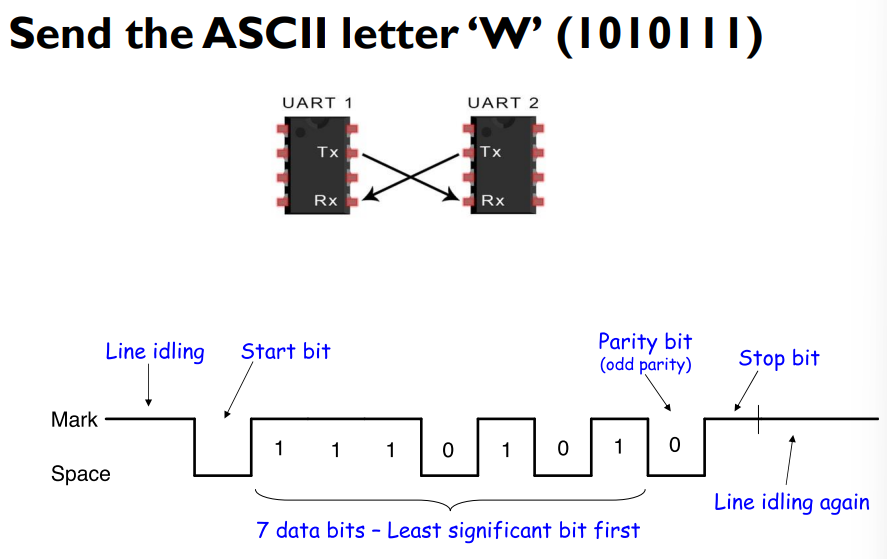 Send the ASCII letter ‘W’ (1010111)
UART 1 UART 2
Tx Tx
Rx Rx
Line idling Start bit Parity bit
(odd parity) Stop bit
Mark
1 1 1 0 1 0 1 0
Space
Line idling again
7 data bits – Least significant bit first